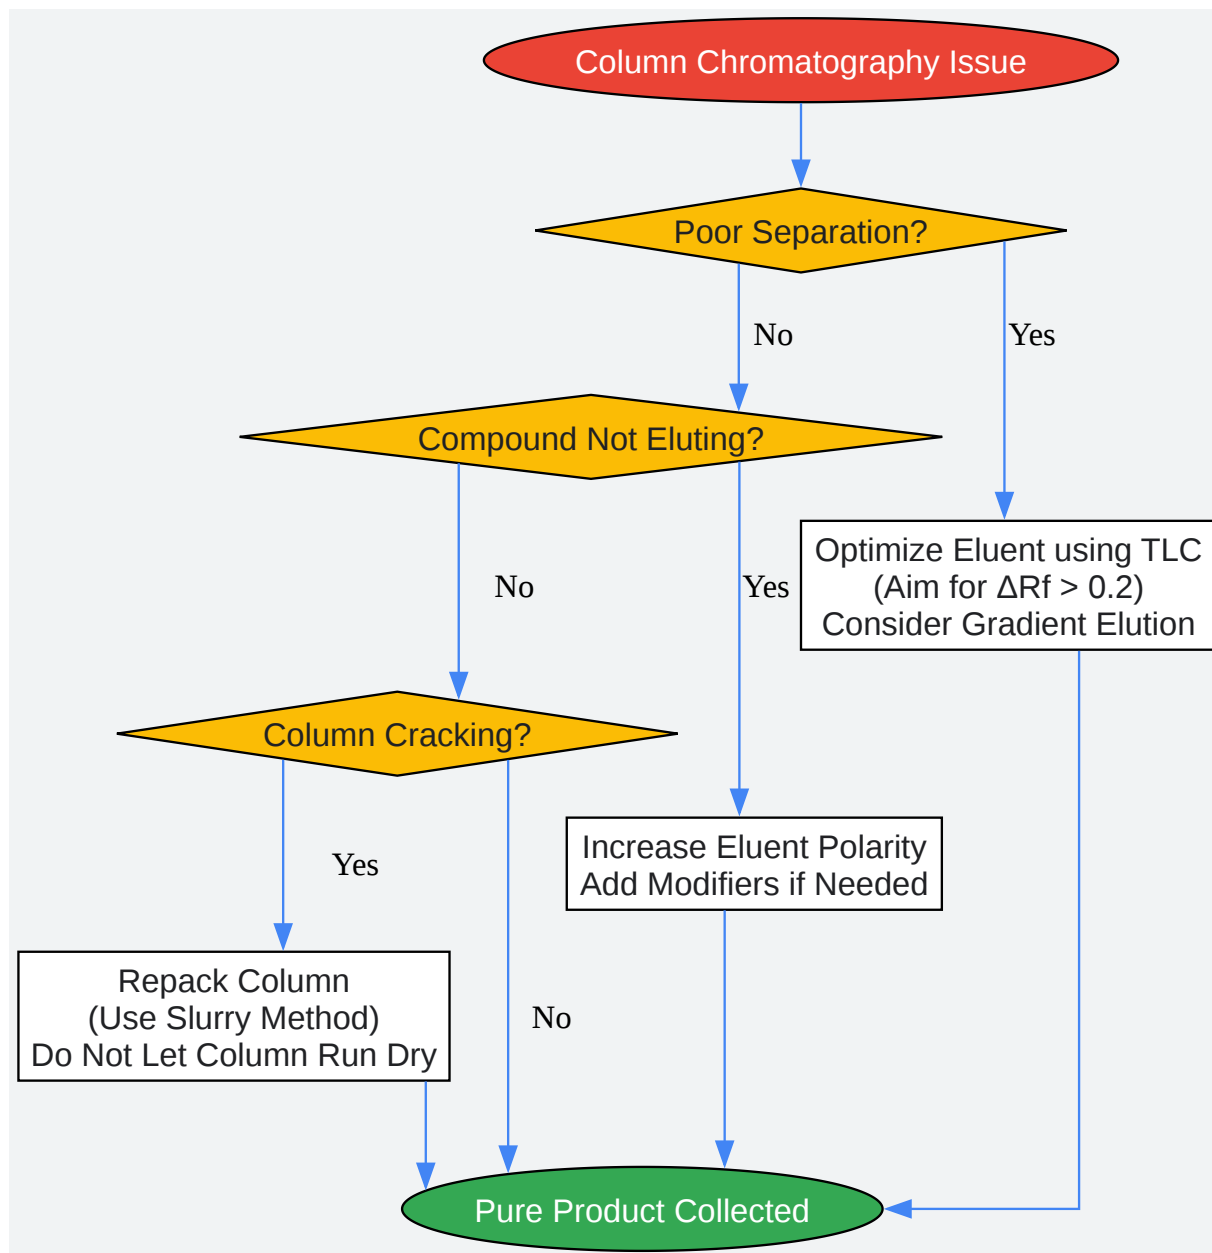 Column Chromatography Issue
Poor Separation?
No
Yes
Compound Not Eluting?
Optimize Eluent using TLC
(Aim for ΔRf > 0.2)
Consider Gradient Elution
No
Yes
Column Cracking?
Increase Eluent Polarity
Add Modifiers if Needed
Yes
Repack Column
(Use Slurry Method)
Do Not Let Column Run Dry
No
Pure Product Collected